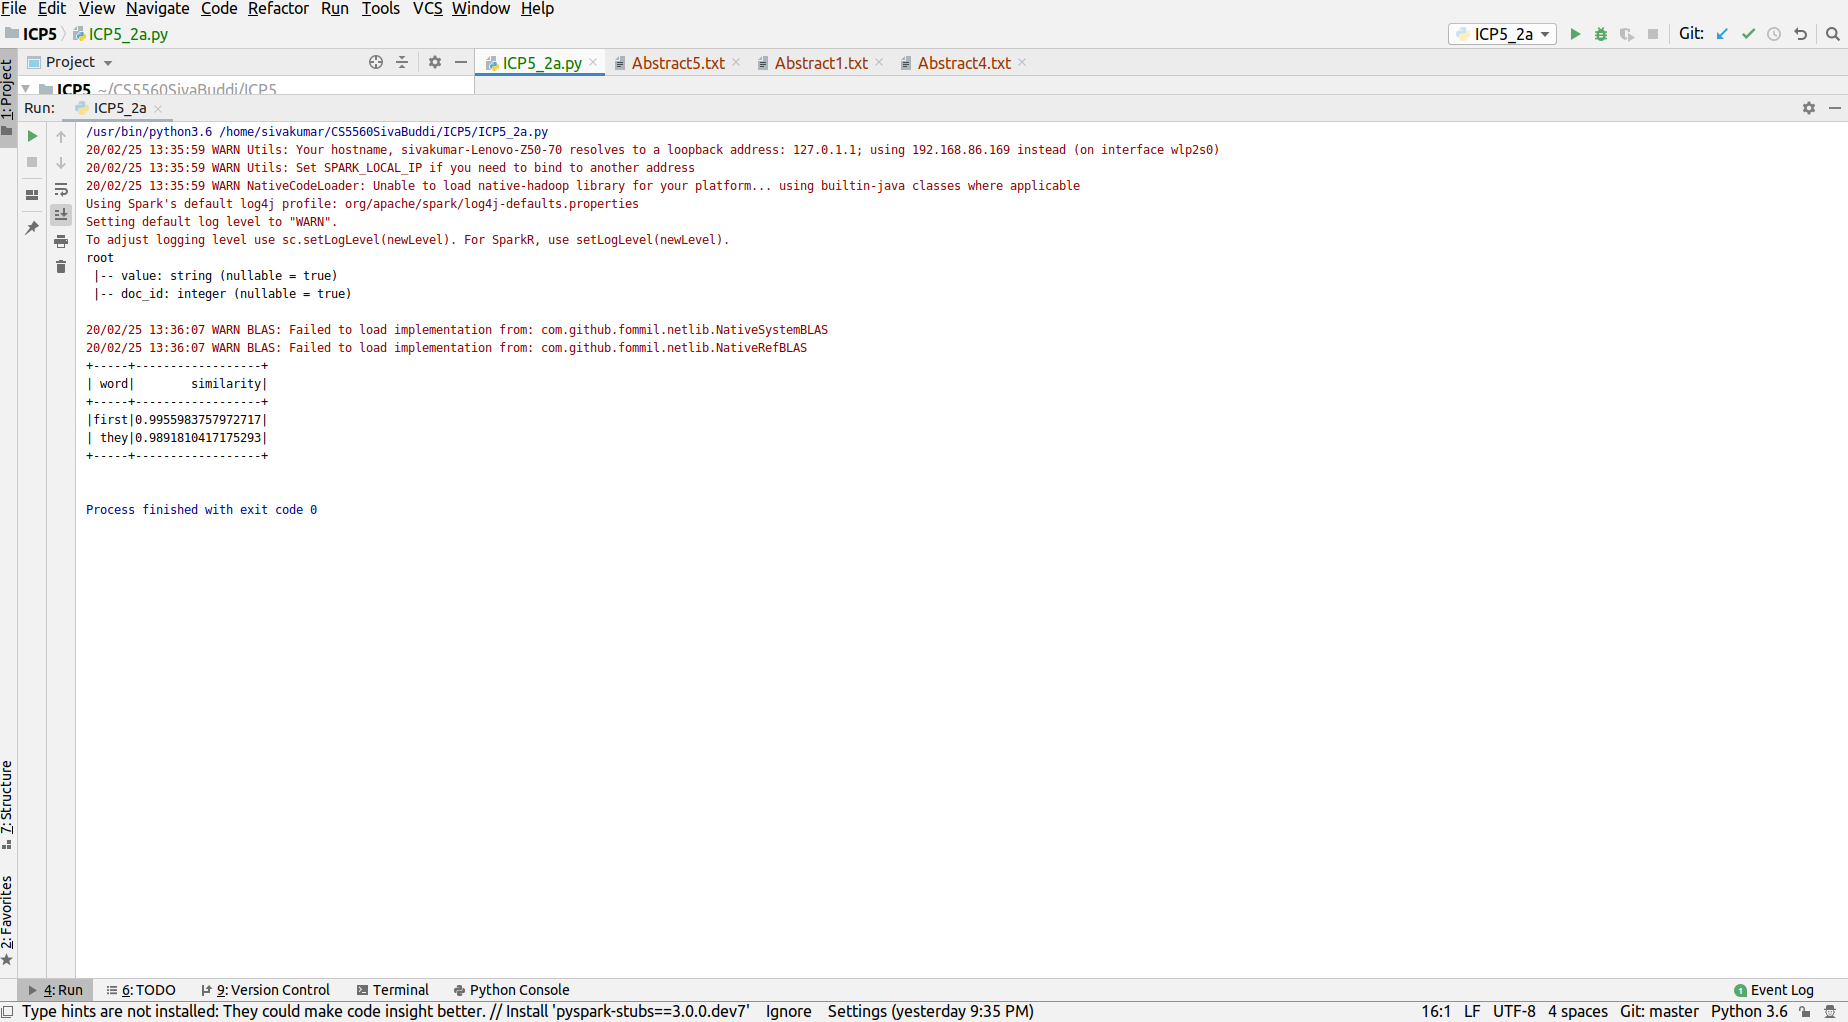 File Edit View Navigate Code Refactor Run Tools VCS Window Help
ICP5 ICP5_2a.py
ICP5_2a Git:
Project
ICP5_2a.py Abstract5.txt Abstract1.txt Abstract4.txt
1: Project
ICP5 ~/CS5560SivaBuddi/ICP5
Run: ICP5_2a
/usr/bin/python3.6 /home/sivakumar/CS5560SivaBuddi/ICP5/ICP5_2a.py
20/02/25 13:35:59 WARN Utils: Your hostname, sivakumar-Lenovo-Z50-70 resolves to a loopback address: 127.0.1.1; using 192.168.86.169 instead (on interface wlp2s0)
20/02/25 13:35:59 WARN Utils: Set SPARK_LOCAL_IP if you need to bind to another address
20/02/25 13:35:59 WARN NativeCodeLoader: Unable to load native-hadoop library for your platform... using builtin-java classes where applicable
Using Spark's default log4j profile: org/apache/spark/log4j-defaults.properties
Setting default log level to "WARN".
To adjust logging level use sc.setLogLevel(newLevel). For SparkR, use setLogLevel(newLevel).
root
 |-- value: string (nullable = true)
 |-- doc_id: integer (nullable = true)
20/02/25 13:36:07 WARN BLAS: Failed to load implementation from: com.github.fommil.netlib.NativeSystemBLAS
20/02/25 13:36:07 WARN BLAS: Failed to load implementation from: com.github.fommil.netlib.NativeRefBLAS
+-----+------------------+
| word|        similarity|
+-----+------------------+
|first|0.9955983757972717|
| they|0.9891810417175293|
+-----+------------------+
Process finished with exit code 0
7: Structure
2: Favorites
4: Run 6: TODO 9: Version Control Terminal Python Console 1 Event Log
Type hints are not installed: They could make code insight better. // Install 'pyspark-stubs==3.0.0.dev7' Ignore Settings (yesterday 9:35 PM) 16:1 LF UTF-8 4 spaces Git: master Python 3.6